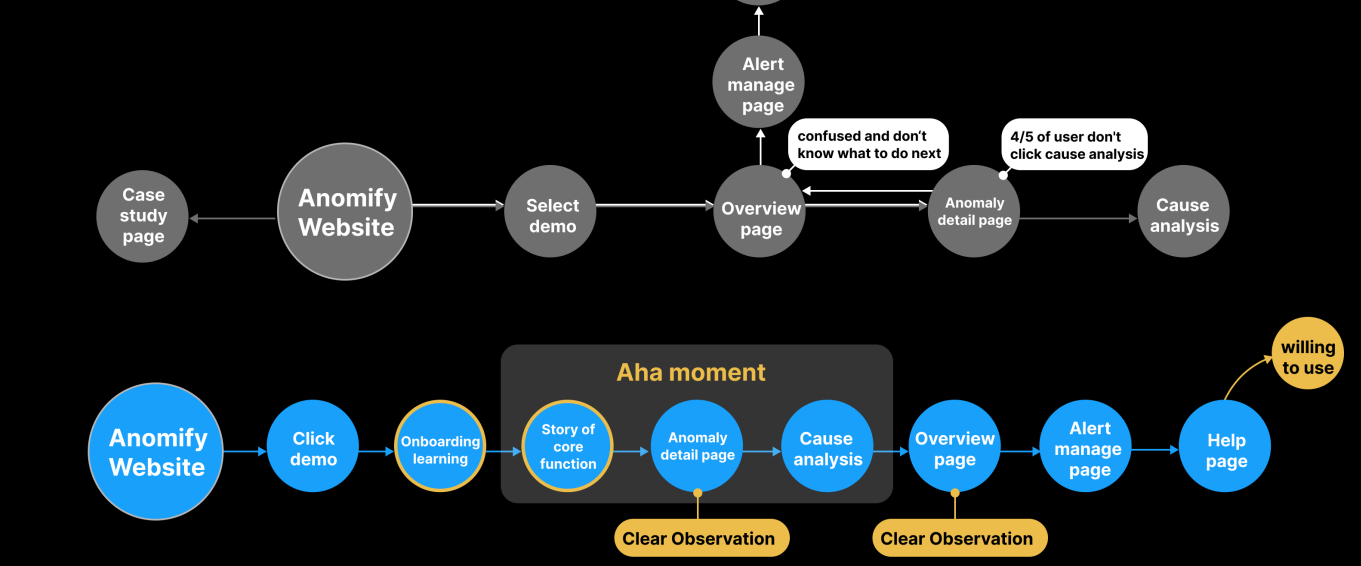 Alert
manage
page
confused and don't
know what to do next
4/5 of user don't
click cause analysis
Case
study
page
Anomify
Website
Select
demo
Overview
page
Anomaly
detail page
Cause
analysis
willing
to use
Aha moment
Anomify
Website
Click
demo
Onboarding
learning
Story of
core
function
Anomaly
detail page
Cause
analysis
Overview
page
Alert
manage
page
Help
page
Clear Observation
Clear Observation